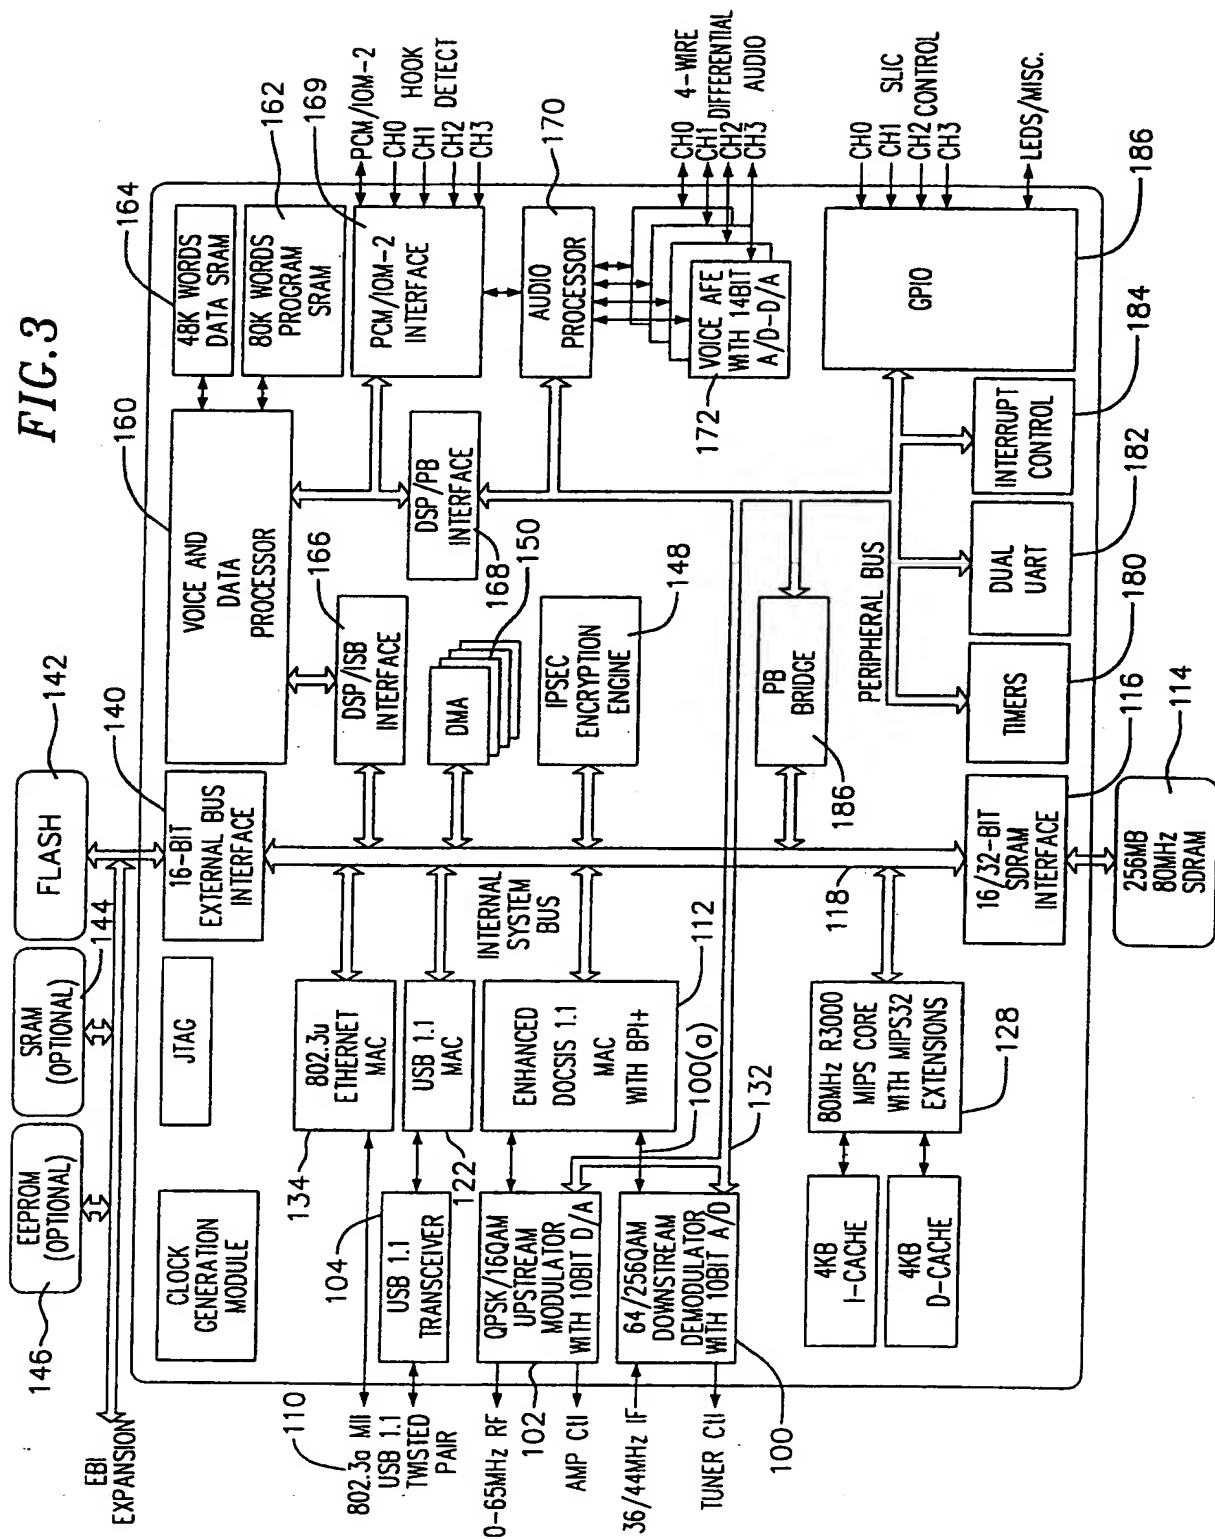 FIG.3
146
EEPROM
(OPTIONAL)
SRAM
(OPTIONAL)
144
FLASH
142
EBI
EXPANSION
CLOCK
GENERATION
MODULE
JTAG
140
16-BIT
EXTERNAL BUS
INTERFACE
160
VOICE AND
DATA
PROCESSOR
164
48K WORDS
DATA SRAM
162
80K WORDS
PROGRAM
SRAM
169
PCM/IOM-2
INTERFACE
PCM/IOM-2
CH0
CH1
CH2
CH3
HOOK
DETECT
110
802.3a MII
USB 1.1
TWISTED
PAIR
134
802.3u
ETHERNET
MAC
104
USB 1.1
TRANSCEIVER
122
USB 1.1
MAC
INTERNAL
SYSTEM
BUS
166
DSP/ISB
INTERFACE
DSP/PB
INTERFACE
168
150
DMA
170
AUDIO
PROCESSOR
0-65MHz RF
102
AMP CII
QPSK/16QAM
UPSTREAM
MODULATOR
WITH 10BIT D/A
ENHANCED
DOCSIS 1.1
MAC
WITH BPI+
112
100(a)
IPSEC
ENCRYPTION
ENGINE
148
172
VOICE AFE
WITH 14BIT
A/D-D/A
CH0
CH1
CH2
CH3
4-WIRE
DIFFERENTIAL
AUDIO
36/44MHz IF
TUNER CII
64/256QAM
DOWNSTREAM
DEMODULATOR
WITH 10BIT A/D
100
132
PB
BRIDGE
186
PERIPHERAL BUS
GPIO
CH0
CH1
CH2
CH3
SLIC
CONTROL
LEDS/MISC.
186
4KB
I-CACHE
4KB
D-CACHE
80MHz R3000
MIPS CORE
WITH MIPS32
EXTENSIONS
128
118
16/32-BIT
SDRAM
INTERFACE
116
TIMERS
180
DUAL
UART
182
INTERRUPT
CONTROL
184
256MB
80MHz
SDRAM
114